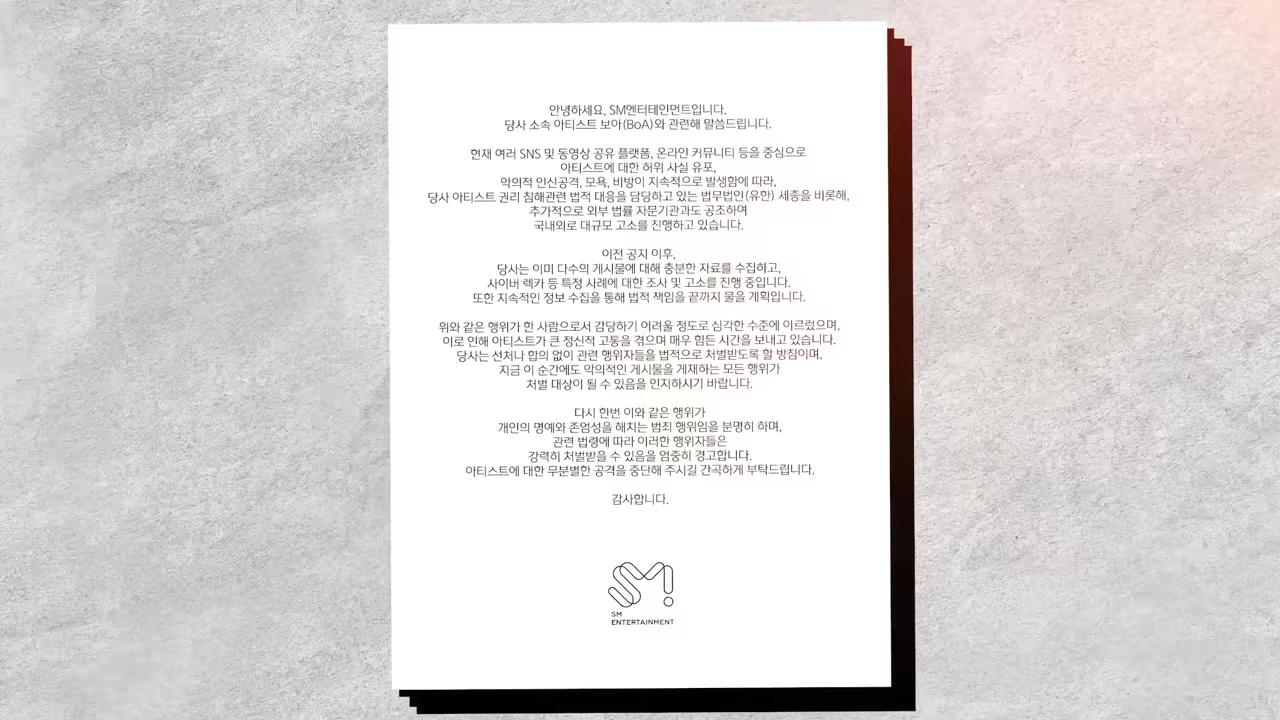 안녕하세요, SM엔터테인먼트입니다.
당사 소속 아티스트 보아(BoA)와 관련해 말씀드립니다.
현재 여러 SNS 및 동영상 공유 플랫폼, 온라인 커뮤니티 등을 중심으로
아티스트에 대한 허위 사실 유포,
악의적 인신공격, 모욕, 비방이 지속적으로 발생함에 따라,
당사 아티스트 권리 침해관련 법적 대응을 담당하고 있는 법무법인(유한) 세종을 비롯해,
추가적으로 외부 법률 자문기관과도 공조하여
국내외로 대규모 고소를 진행하고 있습니다.
이전 공지 이후,
당사는 이미 다수의 게시물에 대해 충분한 자료를 수집하고,
사이버 렉카 등 특정 사례에 대한 조사 및 고소를 진행 중입니다.
또한 지속적인 정보 수집을 통해 법적 책임을 끝까지 물을 계획입니다.
위와 같은 행위가 한 사람으로서 감당하기 어려울 정도로 심각한 수준에 이르렀으며,
이로 인해 아티스트가 큰 정신적 고통을 겪으며 매우 힘든 시간을 보내고 있습니다.
당사는 선처나 합의 없이 관련 행위자들을 법적으로 처벌받도록 할 방침이며,
지금 이 순간에도 악의적인 게시물을 게재하는 모든 행위가
처벌 대상이 될 수 있음을 인지하시기 바랍니다.
다시 한번 이와 같은 행위가
개인의 명예와 존엄성을 해치는 범죄 행위임을 분명히 하며,
관련 법령에 따라 이러한 행위자들은
강력히 처벌받을 수 있음을 엄중히 경고합니다.
아티스트에 대한 무분별한 공격을 중단해 주시길 간곡하게 부탁드립니다.
감사합니다.
SM
SM
ENTERTAINMENT